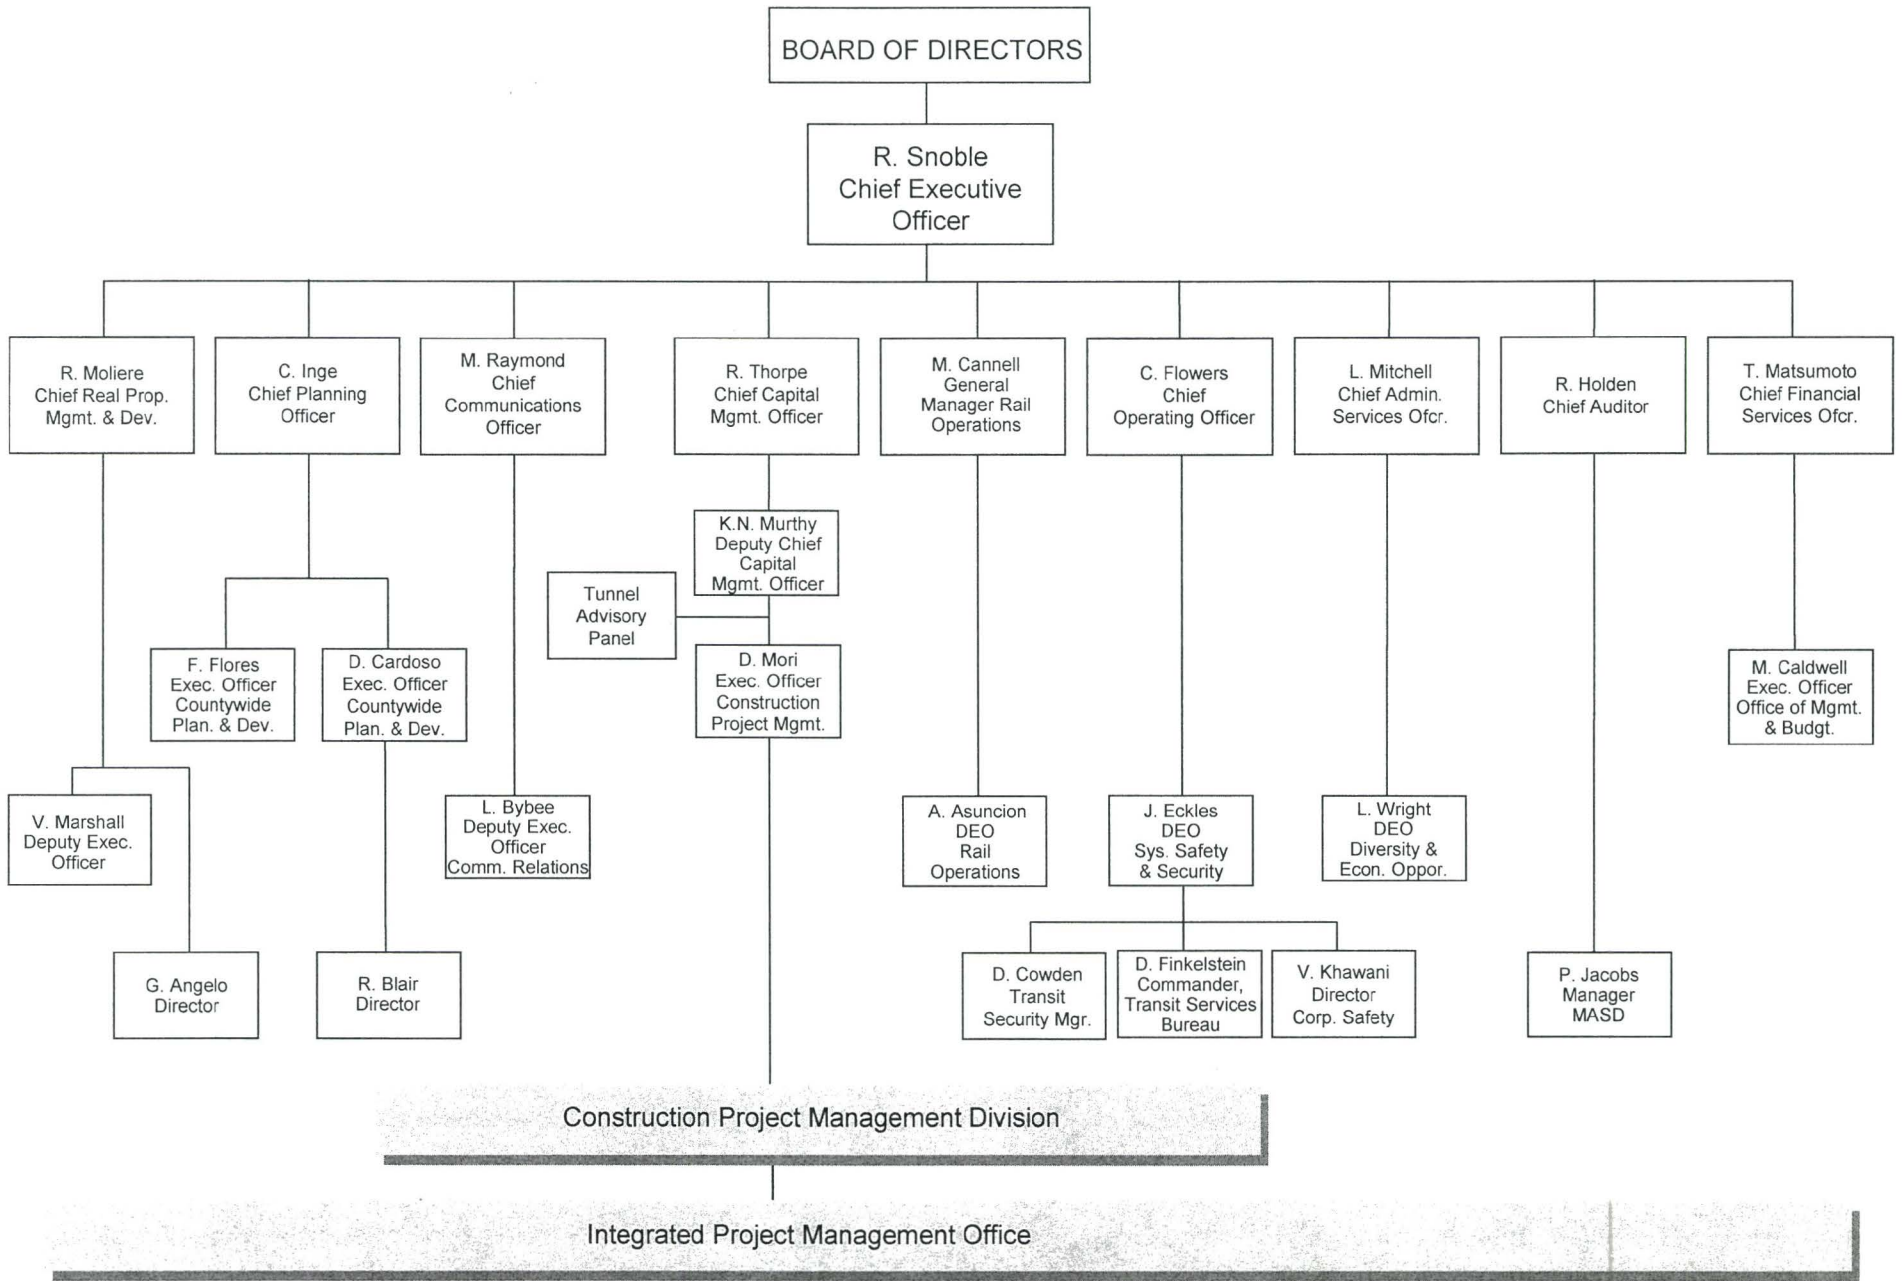 BOARD OF DIRECTORS
R. Snoble
Chief Executive
Officer
R. Moliere
Chief Real Prop.
Mgmt. & Dev.
C. Inge
Chief Planning
Officer
M. Raymond
Chief
Communications
Officer
R. Thorpe
Chief Capital
Mgmt. Officer
M. Cannell
General
Manager Rail
Operations
C. Flowers
Chief
Operating Officer
L. Mitchell
Chief Admin.
Services Ofcr.
R. Holden
Chief Auditor
T. Matsumoto
Chief Financial
Services Ofcr.
K.N. Murthy
Deputy Chief
Capital
Mgmt. Officer
Tunnel
Advisory
Panel
F. Flores
Exec. Officer
Countywide
Plan. & Dev.
D. Cardoso
Exec. Officer
Countywide
Plan. & Dev.
D. Mori
Exec. Officer
Construction
Project Mgmt.
M. Caldwell
Exec. Officer
Office of Mgmt.
& Budgt.
V. Marshall
Deputy Exec.
Officer
L. Bybee
Deputy Exec.
Officer
Comm. Relations
A. Asuncion
DEO
Rail
Operations
J. Eckles
DEO
Sys. Safety
& Security
L. Wright
DEO
Diversity &
Econ. Oppor.
G. Angelo
Director
R. Blair
Director
D. Cowden
Transit
Security Mgr.
D. Finkelstein
Commander,
Transit Services
Bureau
V. Khawani
Director
Corp. Safety
P. Jacobs
Manager
MASD
Construction Project Management Division
Integrated Project Management Office